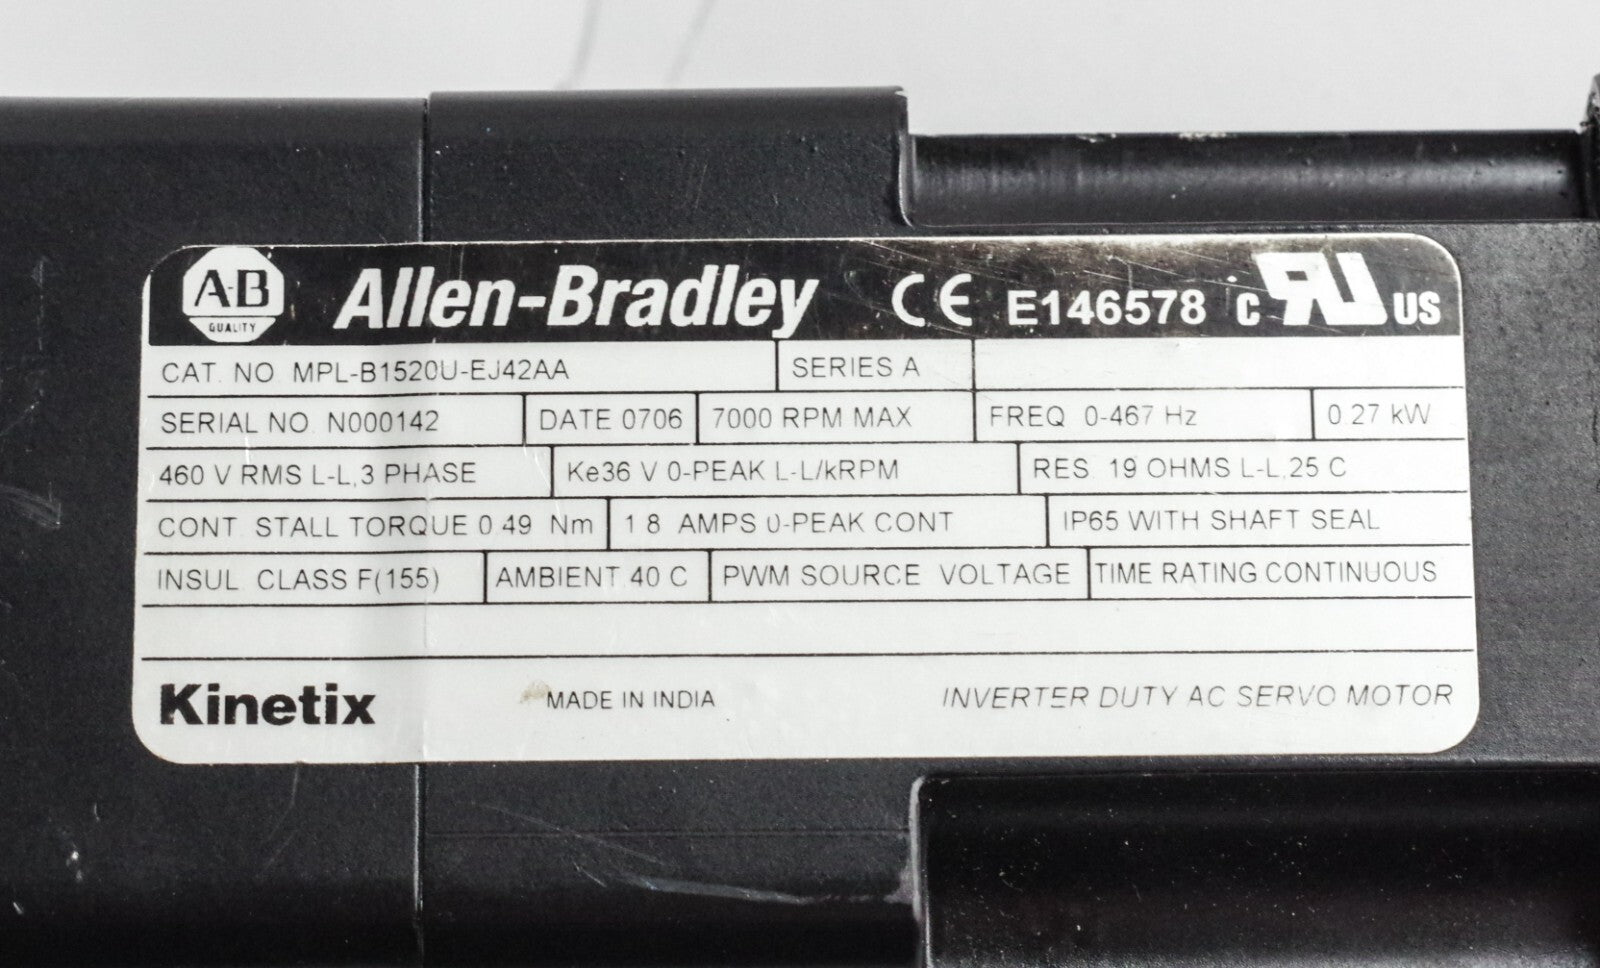 A-B QUALITY Allen-Bradley CE E146578 c RU US
CAT. NO. MPL-B1520U-EJ42AA SERIES A
SERIAL NO. N000142 DATE 0706 7000 RPM MAX FREQ. 0-467 Hz 0.27 kW
460 V RMS L-L,3 PHASE Ke36 V 0-PEAK L-L/kRPM RES. 19 OHMS L-L,25 C
CONT. STALL TORQUE 0.49 Nm 1.8 AMPS 0-PEAK CONT IP65 WITH SHAFT SEAL
INSUL. CLASS F(155) AMBIENT 40 C PWM SOURCE VOLTAGE TIME RATING CONTINUOUS
Kinetix MADE IN INDIA INVERTER DUTY AC SERVO MOTOR